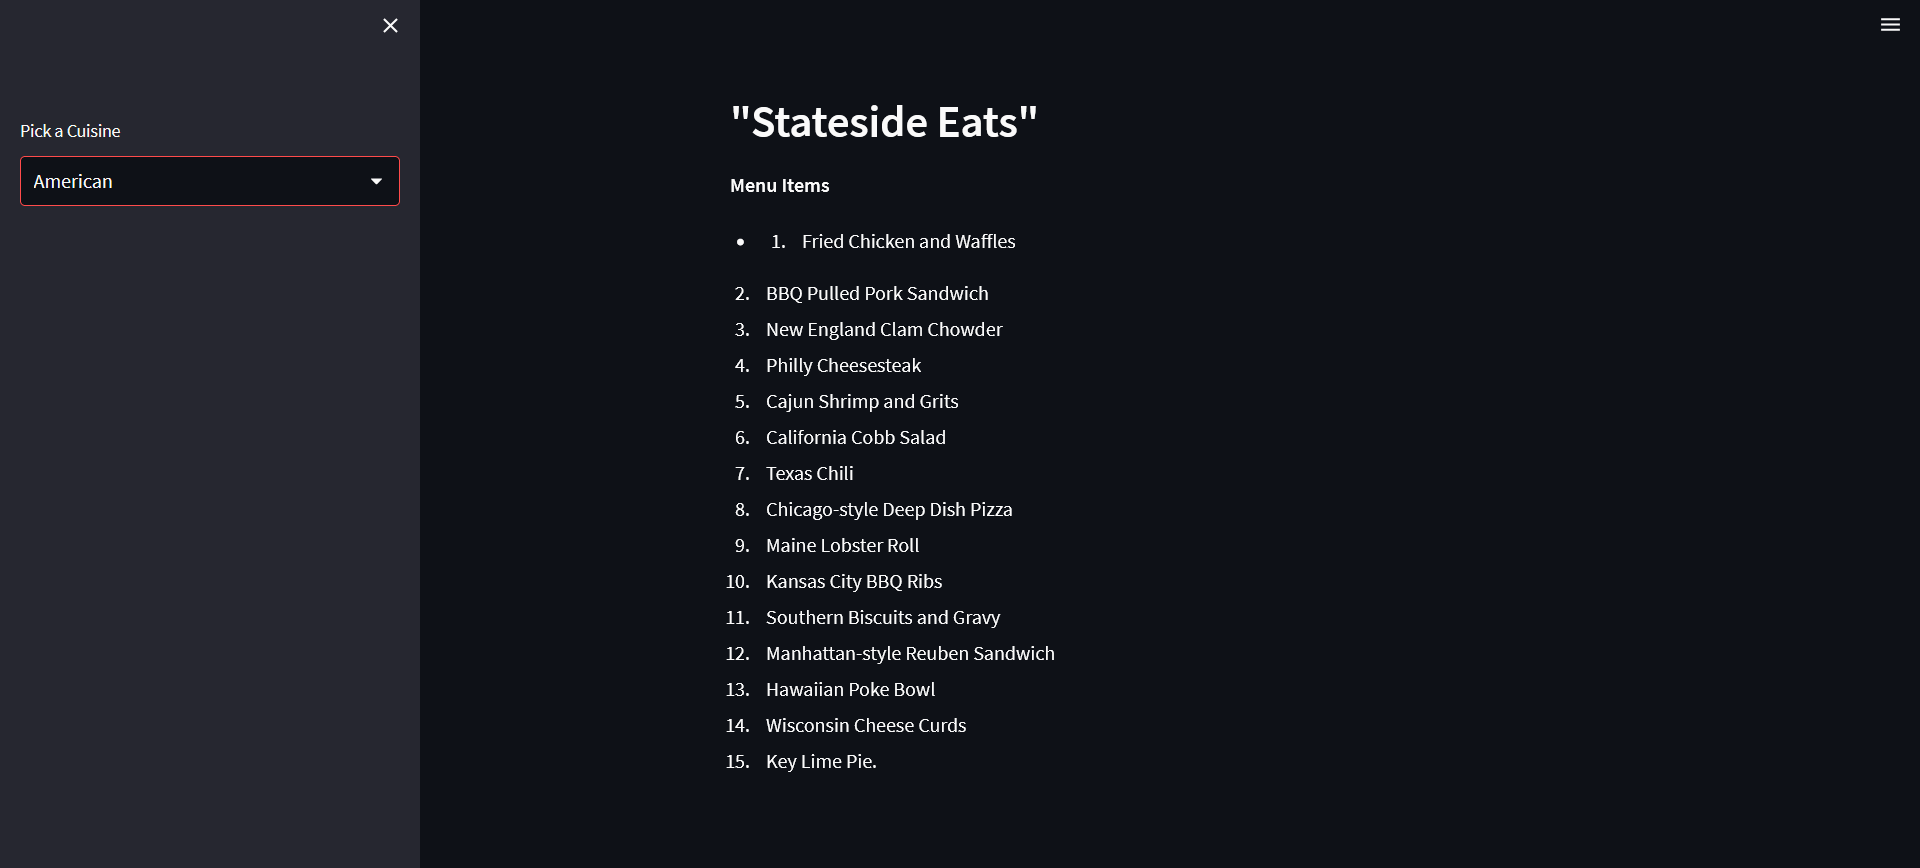 Pick a Cuisine
American
"Stateside Eats"
Menu Items
• 1. Fried Chicken and Waffles
2. BBQ Pulled Pork Sandwich
3. New England Clam Chowder
4. Philly Cheesesteak
5. Cajun Shrimp and Grits
6. California Cobb Salad
7. Texas Chili
8. Chicago-style Deep Dish Pizza
9. Maine Lobster Roll
10. Kansas City BBQ Ribs
11. Southern Biscuits and Gravy
12. Manhattan-style Reuben Sandwich
13. Hawaiian Poke Bowl
14. Wisconsin Cheese Curds
15. Key Lime Pie.